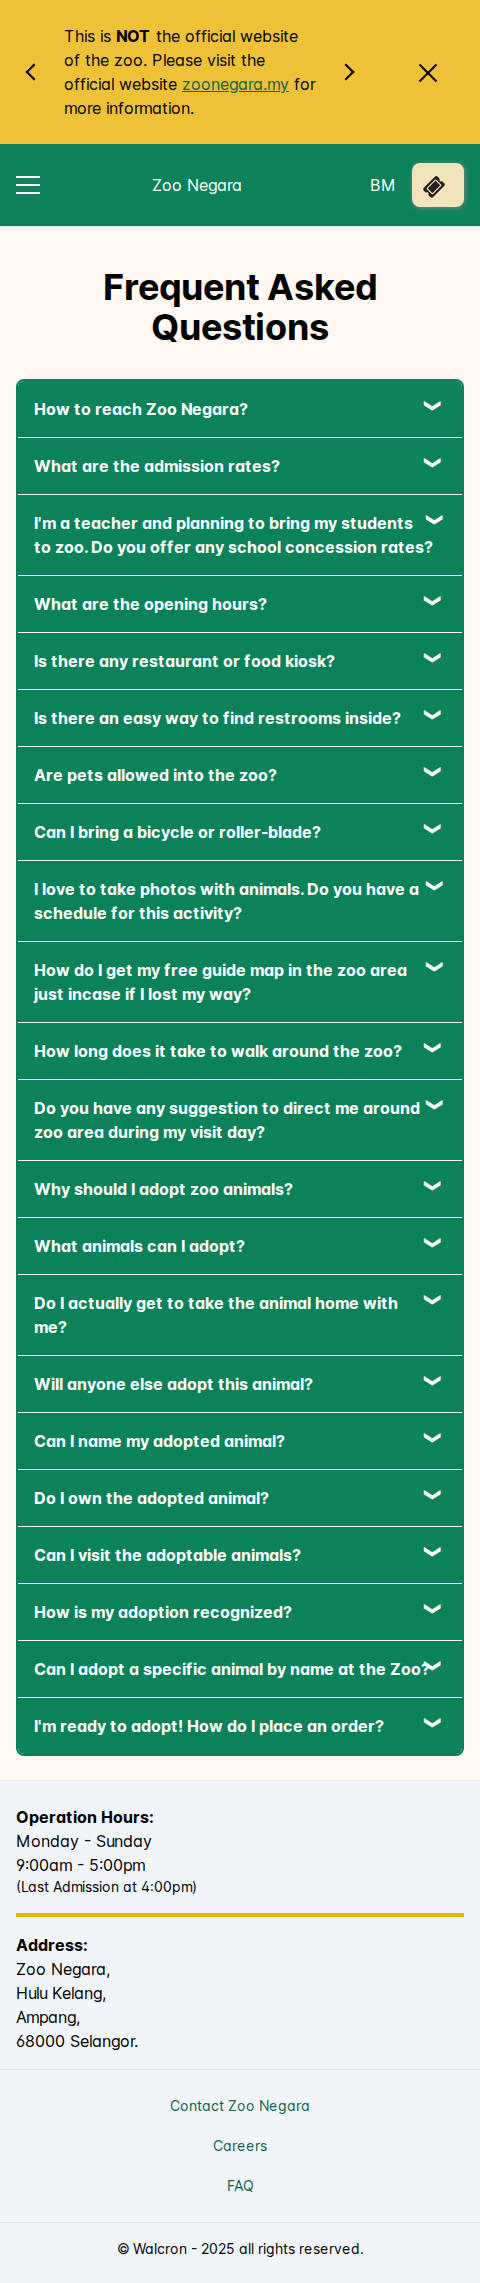 This is NOT the official website
of the zoo. Please visit the
official website zoonegara.my for
more information.
Zoo Negara
BM
Frequent Asked
Questions
How to reach Zoo Negara?
What are the admission rates?
I'm a teacher and planning to bring my students
to zoo. Do you offer any school concession rates?
What are the opening hours?
Is there any restaurant or food kiosk?
Is there an easy way to find restrooms inside?
Are pets allowed into the zoo?
Can I bring a bicycle or roller-blade?
I love to take photos with animals. Do you have a
schedule for this activity?
How do I get my free guide map in the zoo area
just incase if I lost my way?
How long does it take to walk around the zoo?
Do you have any suggestion to direct me around
zoo area during my visit day?
Why should I adopt zoo animals?
What animals can I adopt?
Do I actually get to take the animal home with
me?
Will anyone else adopt this animal?
Can I name my adopted animal?
Do I own the adopted animal?
Can I visit the adoptable animals?
How is my adoption recognized?
Can I adopt a specific animal by name at the Zoo?
I'm ready to adopt! How do I place an order?
Operation Hours:
Monday - Sunday
9:00am - 5:00pm
(Last Admission at 4:00pm)
Address:
Zoo Negara,
Hulu Kelang,
Ampang,
68000 Selangor.
Contact Zoo Negara
Careers
FAQ
© Walcron - 2025 all rights reserved.